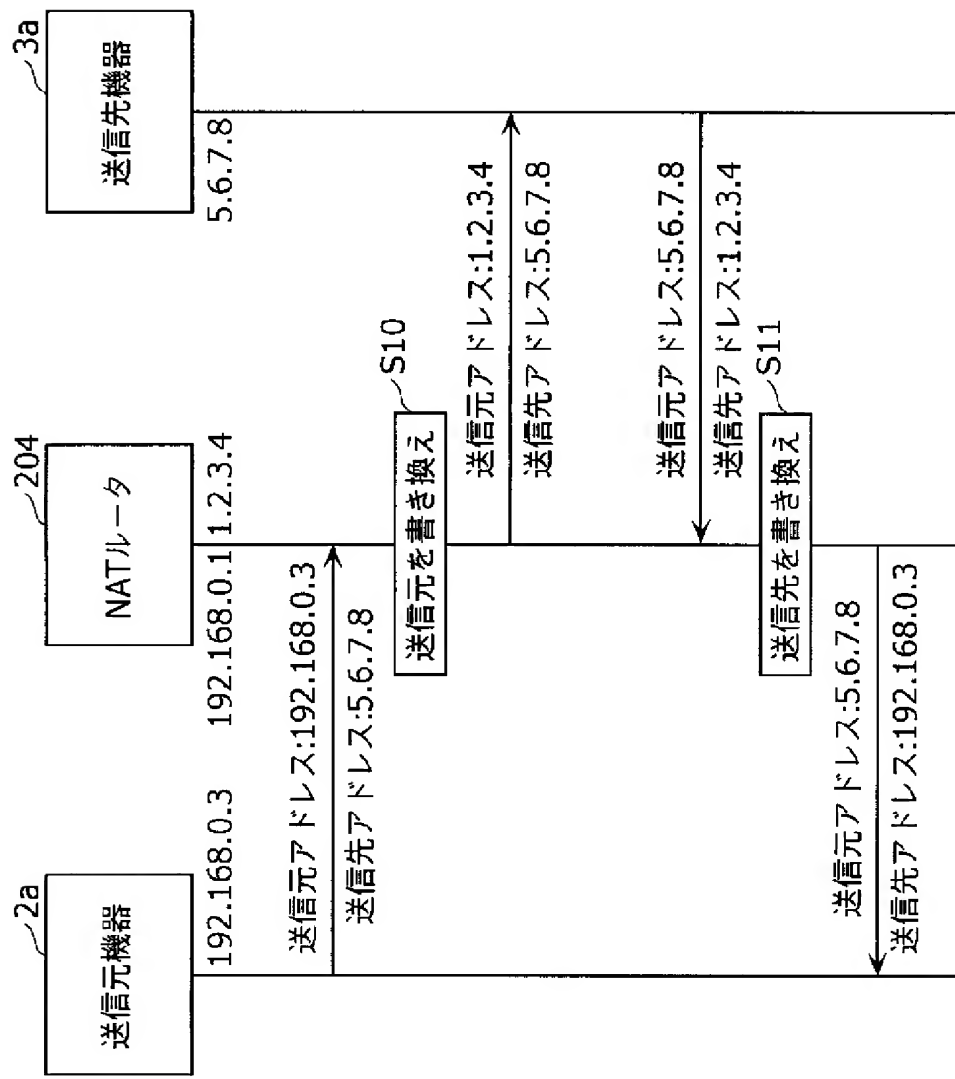 2a
送信元機器
192.168.0.3
204
NATルータ
192.168.0.1 1.2.3.4
3a
送信先機器
5.6.7.8
送信元アドレス:192.168.0.3
送信先アドレス:5.6.7.8
S10
送信元を書き換え
送信元アドレス:1.2.3.4
送信先アドレス:5.6.7.8
送信元アドレス:5.6.7.8
送信先アドレス:1.2.3.4
S11
送信先を書き換え
送信元アドレス:5.6.7.8
送信先アドレス:192.168.0.3